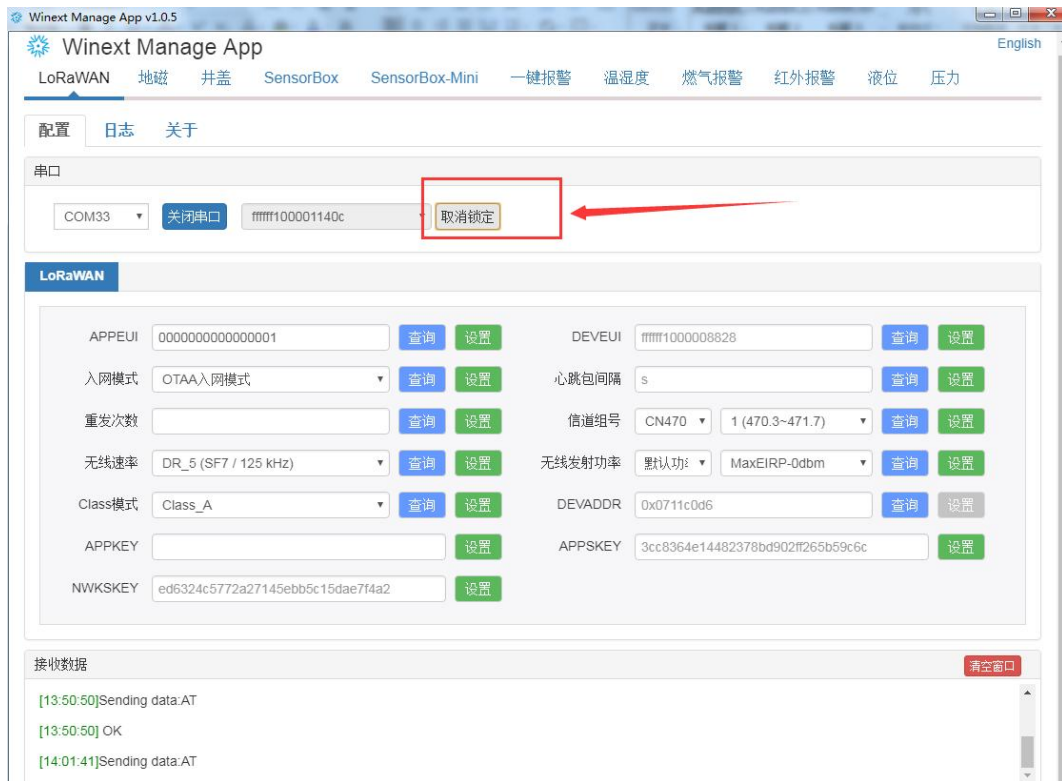 Winext Manage App v1.0.5
Winext Manage App
English
LoRaWAN 地磁 井盖 SensorBox SensorBox-Mini 一键报警 温湿度 燃气报警 红外报警 液位 压力
配置 日志 关于
串口
COM33 关闭串口 ffffff100001140c 取消锁定
LoRaWAN
APPEUI 0000000000000001 查询 设置 DEVEUI ffffff1000008828 查询 设置
入网模式 OTAA入网模式 查询 设置 心跳包间隔 s 查询 设置
重发次数 查询 设置 信道组号 CN470 1 (470.3~471.7) 查询 设置
无线速率 DR_5 (SF7 / 125 kHz) 查询 设置 无线发射功率 默认功 MaxEIRP-0dbm 查询 设置
Class模式 Class_A 查询 设置 DEVADDR 0x0711c0d6 查询 设置
APPKEY 设置 APPSKEY 3cc8364e14482378bd902ff265b59c6c 设置
NWKSKEY ed6324c5772a27145ebb5c15dae7f4a2 设置
接收数据 清空窗口
[13:50:50]Sending data:AT
[13:50:50] OK
[14:01:41]Sending data:AT